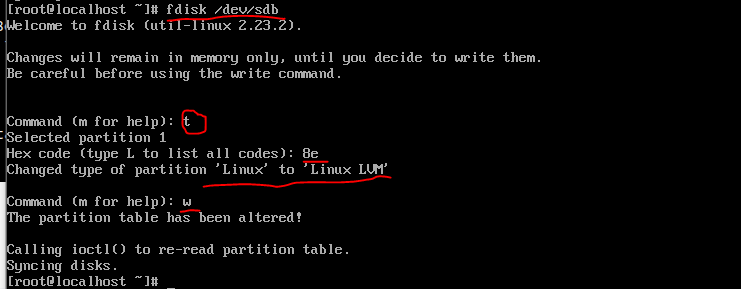 [root@localhost ~]# fdisk /dev/sdb
Welcome to fdisk (util-linux 2.23.2).
Changes will remain in memory only, until you decide to write them.
Be careful before using the write command.
Command (m for help): t
Selected partition 1
Hex code (type L to list all codes): 8e
Changed type of partition 'Linux' to 'Linux LVM'
Command (m for help): w
The partition table has been altered!
Calling ioctl() to re-read partition table.
Syncing disks.
[root@localhost ~]# _